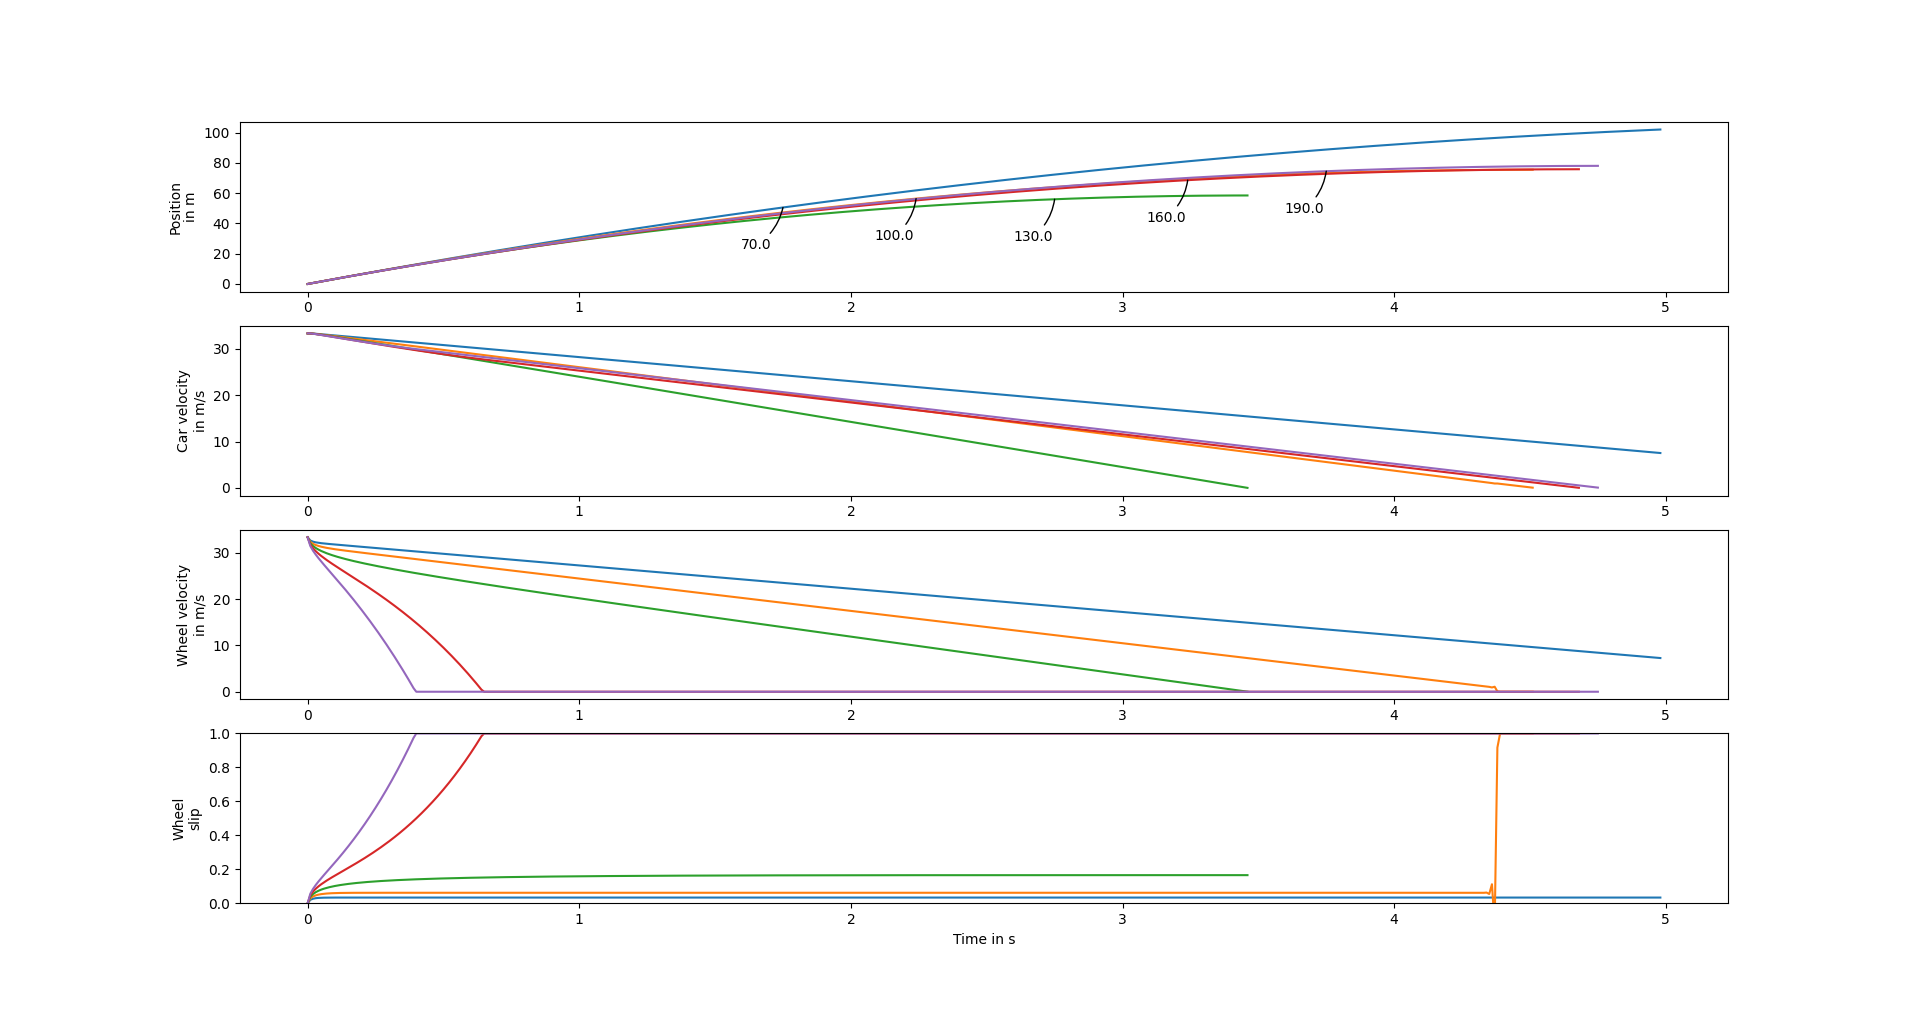 Position
in m
100
80
60
40
20
0
70.0
100.0
130.0
160.0
190.0
0 1 2 3 4 5
Car velocity
in m/s
30
20
10
0
0 1 2 3 4 5
Wheel velocity
in m/s
30
20
10
0
0 1 2 3 4 5
Wheel
slip
1.0
0.8
0.6
0.4
0.2
0.0
0 1 2 3 4 5
Time in s